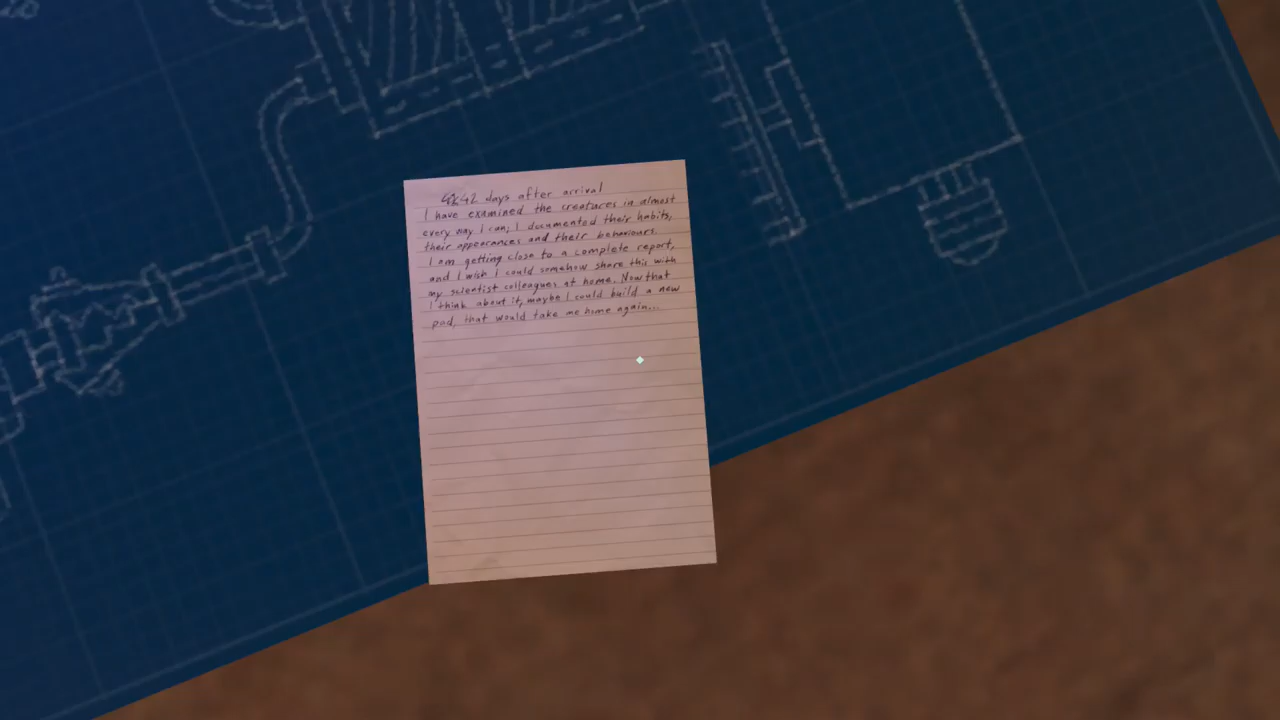 42 days after arrival
I have examined the creatures in almost
every way I can; I documented their habits,
their appearances and their behaviours.
I am getting close to a complete report,
and I wish i could somehow share this with
my scientist colleagues at home. Now that
I think about it, maybe I could build a new
pad, that would take me home again...